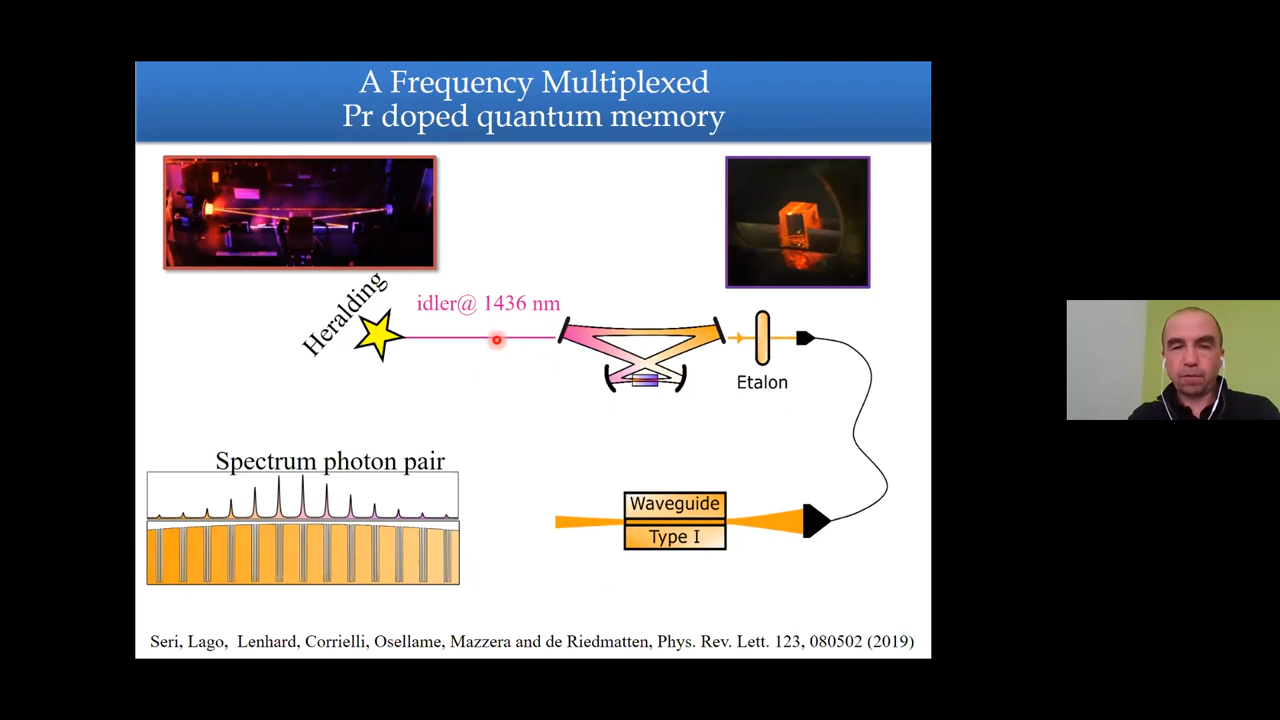 A Frequency Multiplexed
Pr doped quantum memory
Heralding
idler@ 1436 nm
Etalon
Spectrum photon pair
Waveguide
Type I
Seri, Lago, Lenhard, Corrielli, Osellame, Mazzera and de Riedmatten, Phys. Rev. Lett. 123, 080502 (2019)